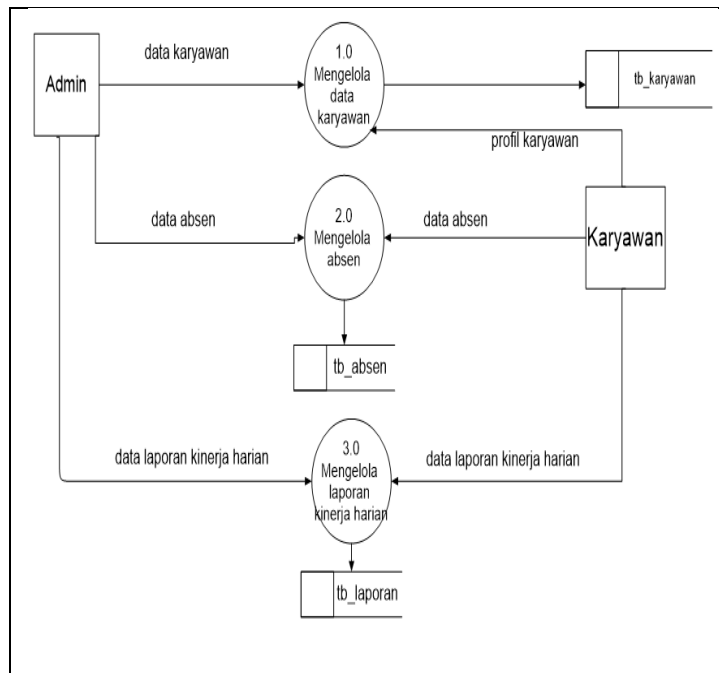 data karyawan
Admin
1.0
Mengelola
data
karyawan
tb_karyawan
profil karyawan
data absen
2.0
Mengelola
absen
data absen
Karyawan
tb_absen
data laporan kinerja harian
3.0
Mengelola
laporan
kinerja harian
data laporan kinerja harian
tb_laporan